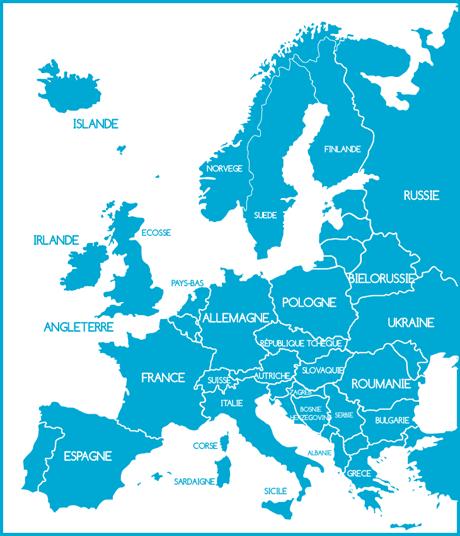 ISLANDE
NORVEGE
FINLANDE
RUSSIE
SUEDE
ECOSSE
IRLANDE
BIELORUSSIE
PAYS-BAS
POLOGNE
ALLEMAGNE
ANGLETERRE
UKRAINE
RÉPUBLIQUE TCHEQUE
SLOVAQUIE
FRANCE
SUISSE
AUTRICHE
ROUMANIE
ZAGREB
ITALIE
BOSNIE
HERZEGOVINE
SERBIE
BULGARIE
CORSE
ESPAGNE
ALBANIE
GRECE
SARDAIGNE
SICILE